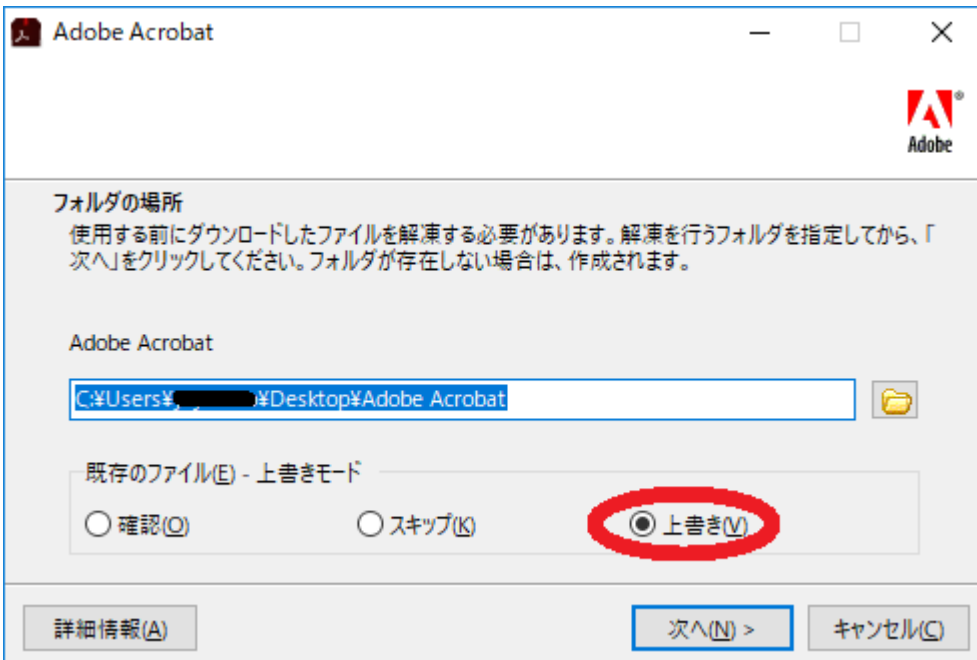 Adobe Acrobat
Adobe
フォルダの場所
使用する前にダウンロードしたファイルを解凍する必要があります。解凍を行うフォルダを指定してから、「
次へ」をクリックしてください。フォルダが存在しない場合は、作成されます。
Adobe Acrobat
C:¥Users¥ ¥Desktop¥Adobe Acrobat
既存のファイル(E) - 上書きモード
確認(O) スキップ(K) 上書き(V)
詳細情報(A) 次へ(N) > キャンセル(C)